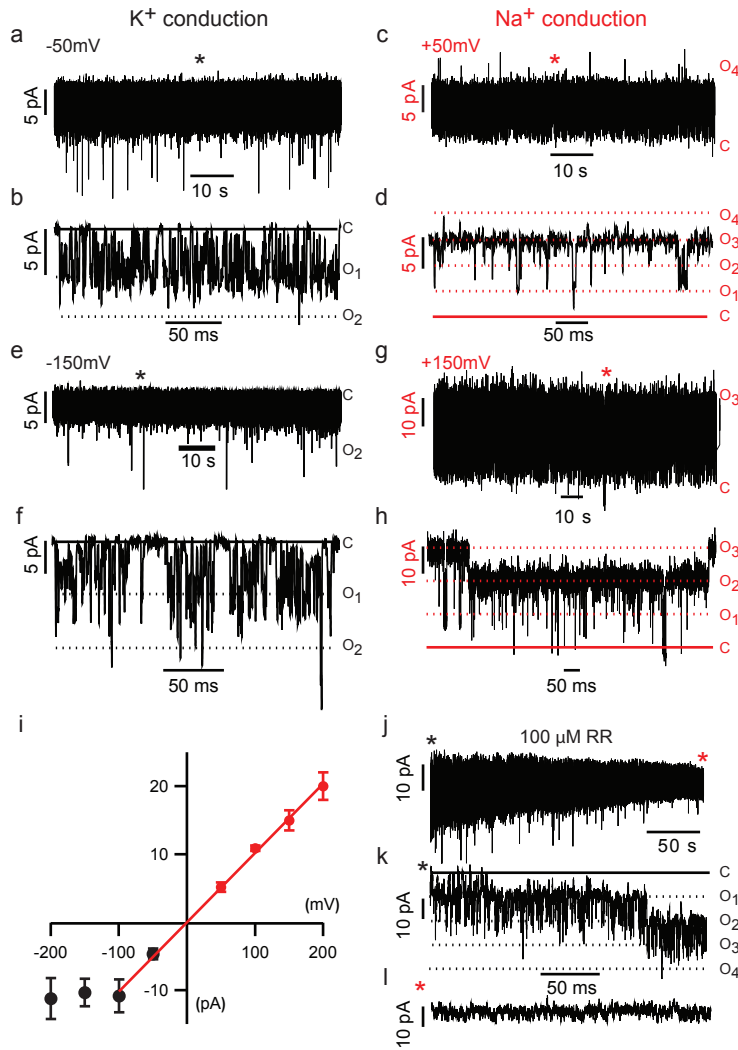 K⁺ conduction
Na⁺ conduction
a
-50mV
*
5 pA
10 s
c
+50mV
*
5 pA
O₄
C
10 s
b
5 pA
C
O₁
O₂
50 ms
d
5 pA
O₄
O₃
O₂
O₁
C
50 ms
e
-150mV
*
5 pA
C
O₂
10 s
g
+150mV
*
10 pA
O₃
C
10 s
f
5 pA
C
O₁
O₂
50 ms
h
10 pA
O₃
O₂
O₁
C
50 ms
i
20
10
(mV)
-200
-100
100
200
-10
(pA)
j
100 µM RR
*
*
10 pA
50 s
k
*
10 pA
C
O₁
O₂
O₃
O₄
50 ms
l
*
10 pA